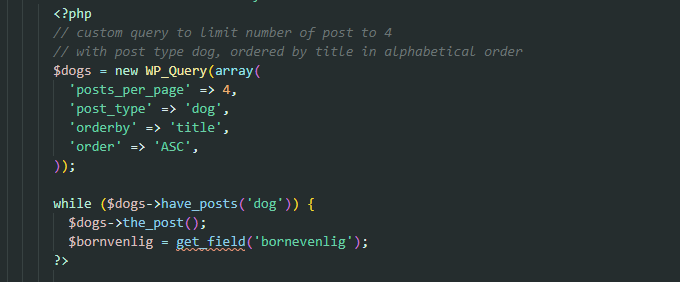 <?php
// custom query to limit number of post to 4
// with post type dog, ordered by title in alphabetical order
$dogs = new WP_Query(array(
'posts_per_page' => 4,
'post_type' => 'dog',
'orderby' => 'title',
'order' => 'ASC',
));
while ($dogs->have_posts('dog')) {
$dogs->the_post();
$bornvenlig = get_field('bornevenlig');
?>